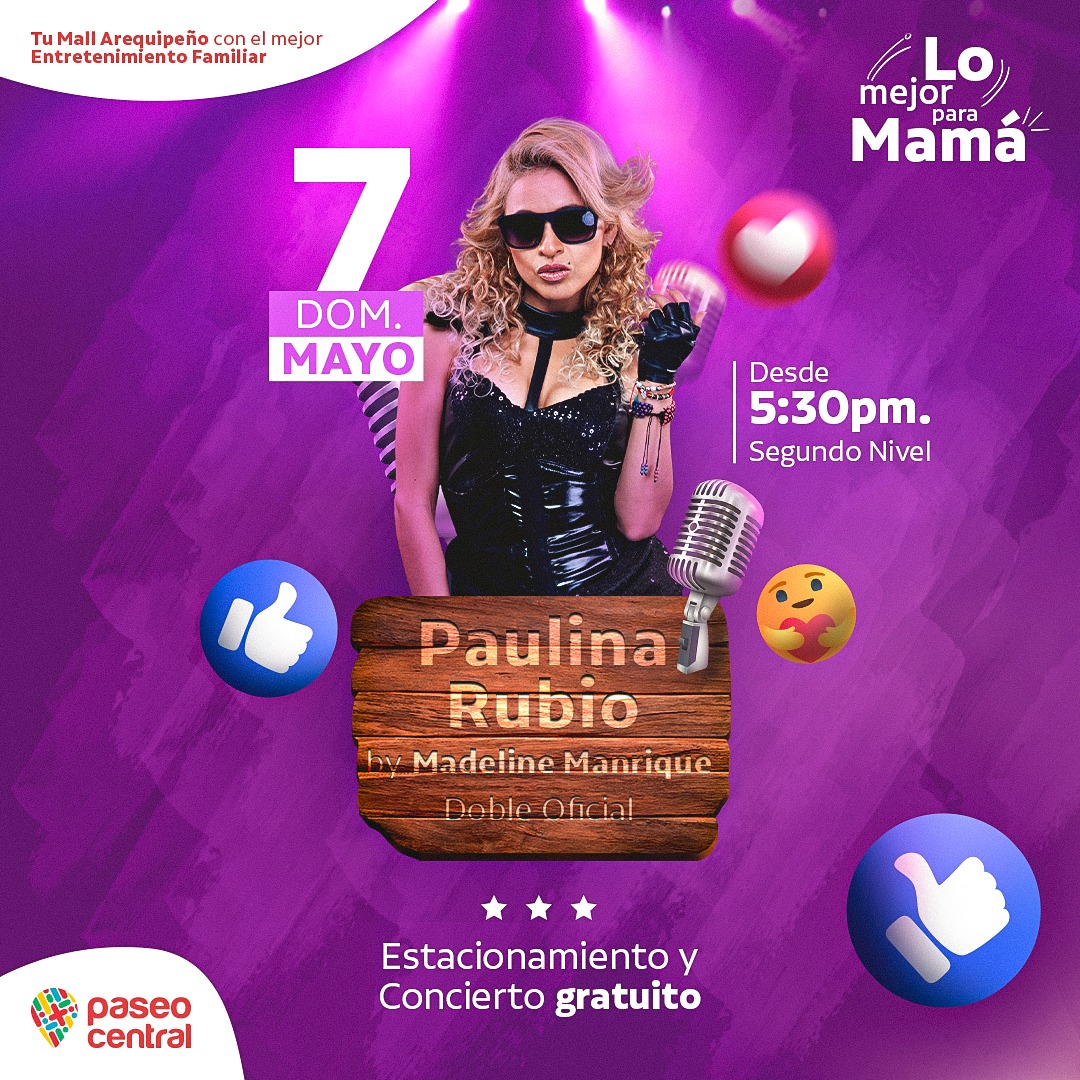 Tu Mall Arequipeño con el mejor
Entretenimiento Familiar
Lo
mejor
para
Mamá
7
DOM.
MAYO
Desde
5:30pm.
Segundo Nivel
Paulina
Rubio
by Madeline Manrique
Doble Oficial
Estacionamiento y
Concierto gratuito
paseo
central